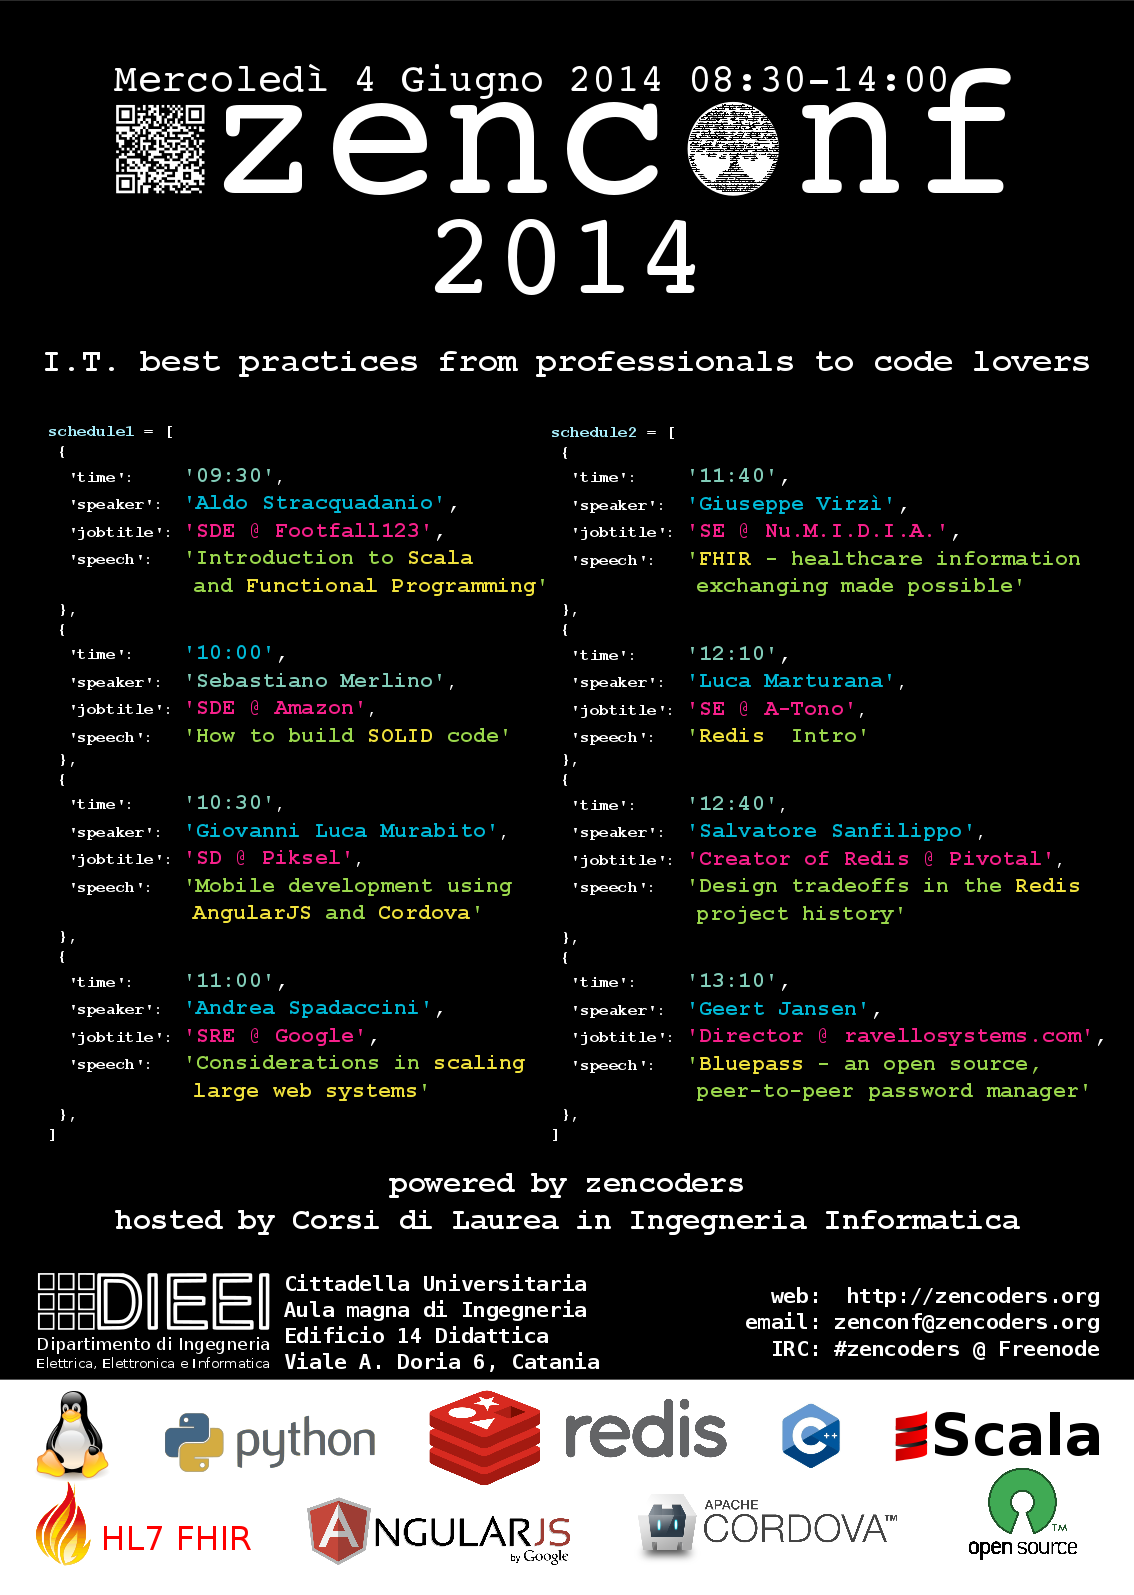 Mercoledì 4 Giugno 2014 08:30-14:00
zenconf
2014
I.T. best practices from professionals to code lovers
schedule1 = [
{
'time': '09:30',
'speaker': 'Aldo Stracquadanio',
'jobtitle': 'SDE @ Footfall123',
'speech': 'Introduction to Scala
and Functional Programming'
},
{
'time': '10:00',
'speaker': 'Sebastiano Merlino',
'jobtitle': 'SDE @ Amazon',
'speech': 'How to build SOLID code'
},
{
'time': '10:30',
'speaker': 'Giovanni Luca Murabito',
'jobtitle': 'SD @ Piksel',
'speech': 'Mobile development using
AngularJS and Cordova'
},
{
'time': '11:00',
'speaker': 'Andrea Spadaccini',
'jobtitle': 'SRE @ Google',
'speech': 'Considerations in scaling
large web systems'
},
]
schedule2 = [
{
'time': '11:40',
'speaker': 'Giuseppe Virzì',
'jobtitle': 'SE @ Nu.M.I.D.I.A.',
'speech': 'FHIR - healthcare information
exchanging made possible'
},
{
'time': '12:10',
'speaker': 'Luca Marturana',
'jobtitle': 'SE @ A-Tono',
'speech': 'Redis  Intro'
},
{
'time': '12:40',
'speaker': 'Salvatore Sanfilippo',
'jobtitle': 'Creator of Redis @ Pivotal',
'speech': 'Design tradeoffs in the Redis
project history'
},
{
'time': '13:10',
'speaker': 'Geert Jansen',
'jobtitle': 'Director @ ravellosystems.com',
'speech': 'Bluepass - an open source,
peer-to-peer password manager'
},
]
powered by zencoders
hosted by Corsi di Laurea in Ingegneria Informatica
DIEEI
Dipartimento di Ingegneria
Elettrica, Elettronica e Informatica
Cittadella Universitaria
Aula magna di Ingegneria
Edificio 14 Didattica
Viale A. Doria 6, Catania
web: http://zencoders.org
email: zenconf@zencoders.org
IRC: #zencoders @ Freenode
python
redis
C++
Scala
HL7 FHIR
ANGULARJS
by Google
APACHE
CORDOVA™
open source™